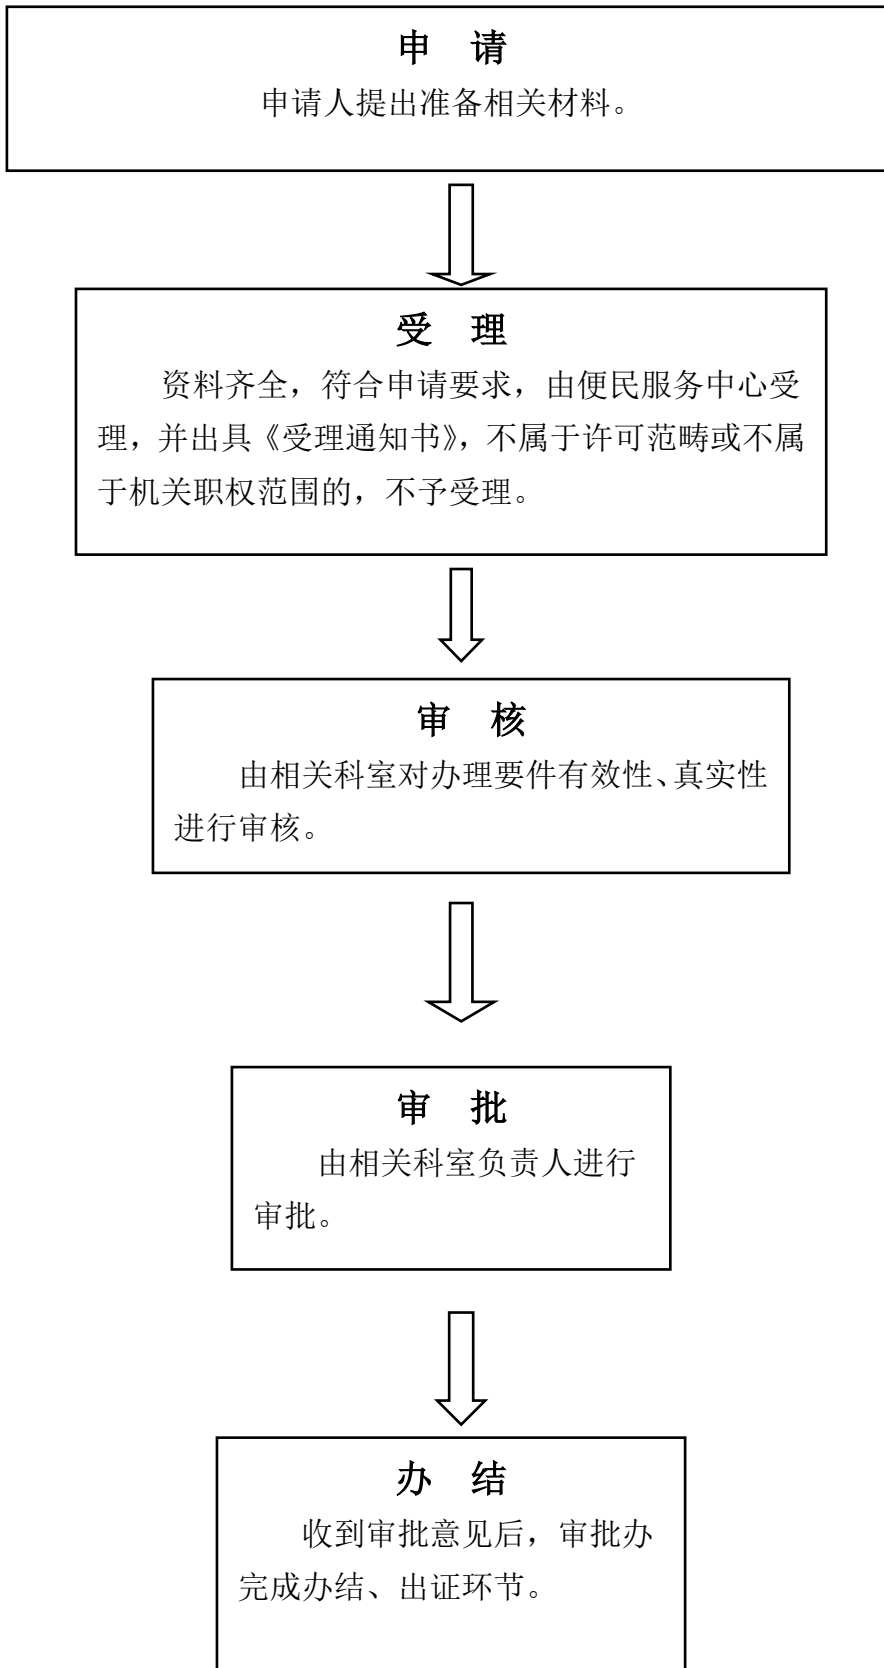 申 请
申请人提出准备相关材料。
受 理
资料齐全，符合申请要求，由便民服务中心受
理，并出具《受理通知书》，不属于许可范畴或不属
于机关职权范围的，不予受理。
审 核
由相关科室对办理要件有效性、真实性
进行审核。
审 批
由相关科室负责人进行
审批。
办 结
收到审批意见后，审批办
完成办结、出证环节。